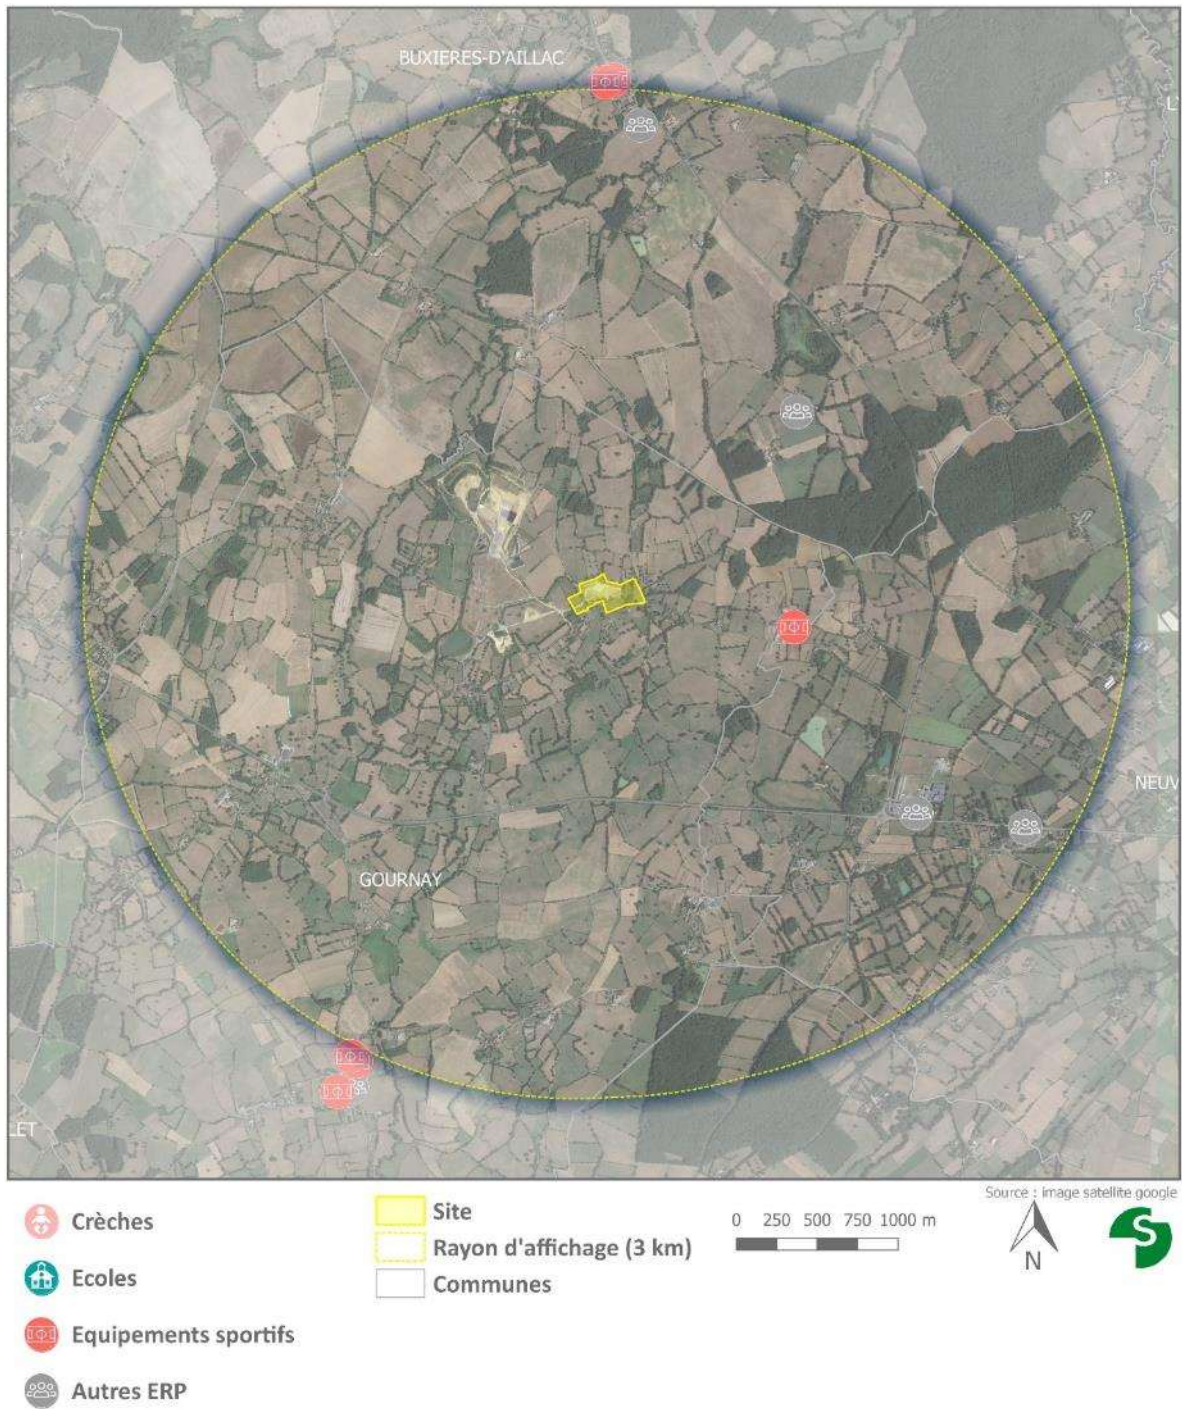 BUXIERES-D'AILLAC
L
NEUV
GOURNAY
LET
Source : image satellite google
Crèches
Ecoles
Equipements sportifs
Autres ERP
Site
Rayon d'affichage (3 km)
Communes
0 250 500 750 1000 m
N
S